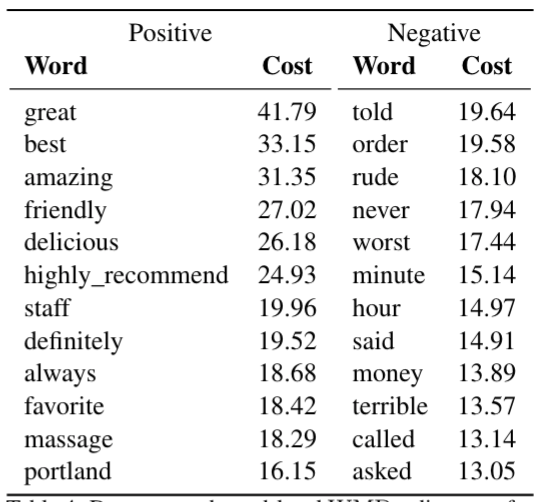 Positive Negative
Word Cost Word Cost
great 41.79 told 19.64
best 33.15 order 19.58
amazing 31.35 rude 18.10
friendly 27.02 never 17.94
delicious 26.18 worst 17.44
highly_recommend 24.93 minute 15.14
staff 19.96 hour 14.97
definitely 19.52 said 14.91
always 18.68 money 13.89
favorite 18.42 terrible 13.57
massage 18.29 called 13.14
portland 16.15 asked 13.05